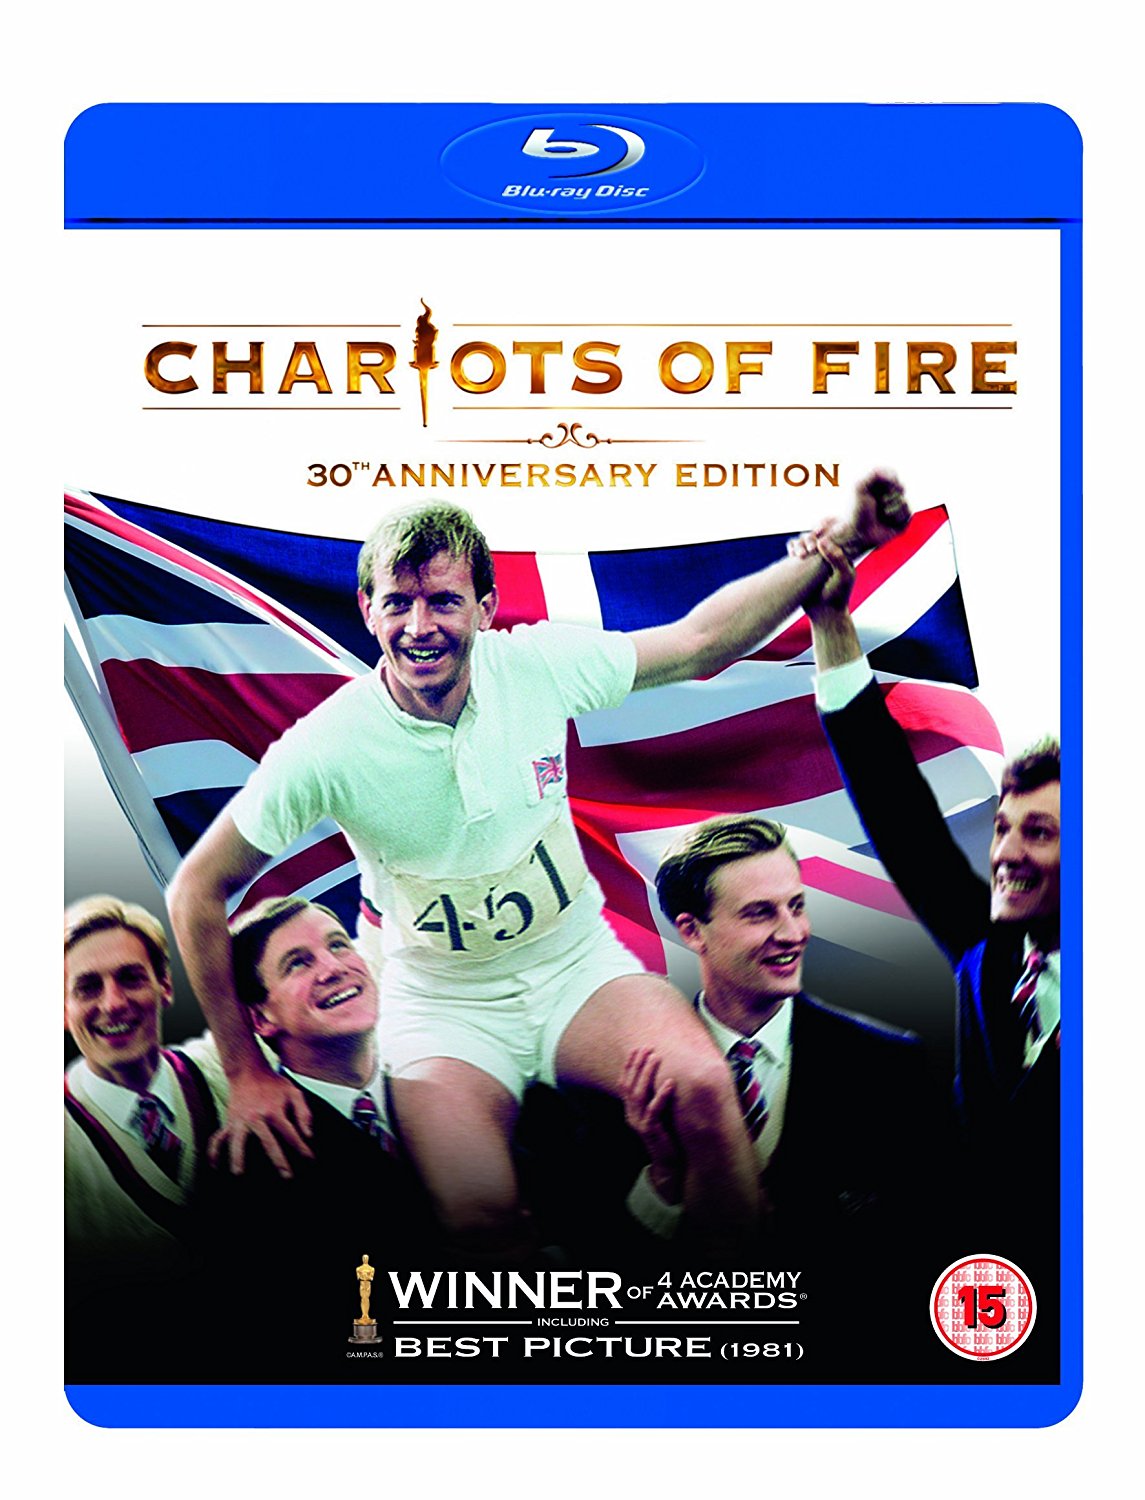 Blu-ray Disc
CHARIOTS OF FIRE
30TH ANNIVERSARY EDITION
451
WINNER OF 4 ACADEMY AWARDS®
INCLUDING
BEST PICTURE (1981)
©A.M.P.A.S.®
15
bbfc